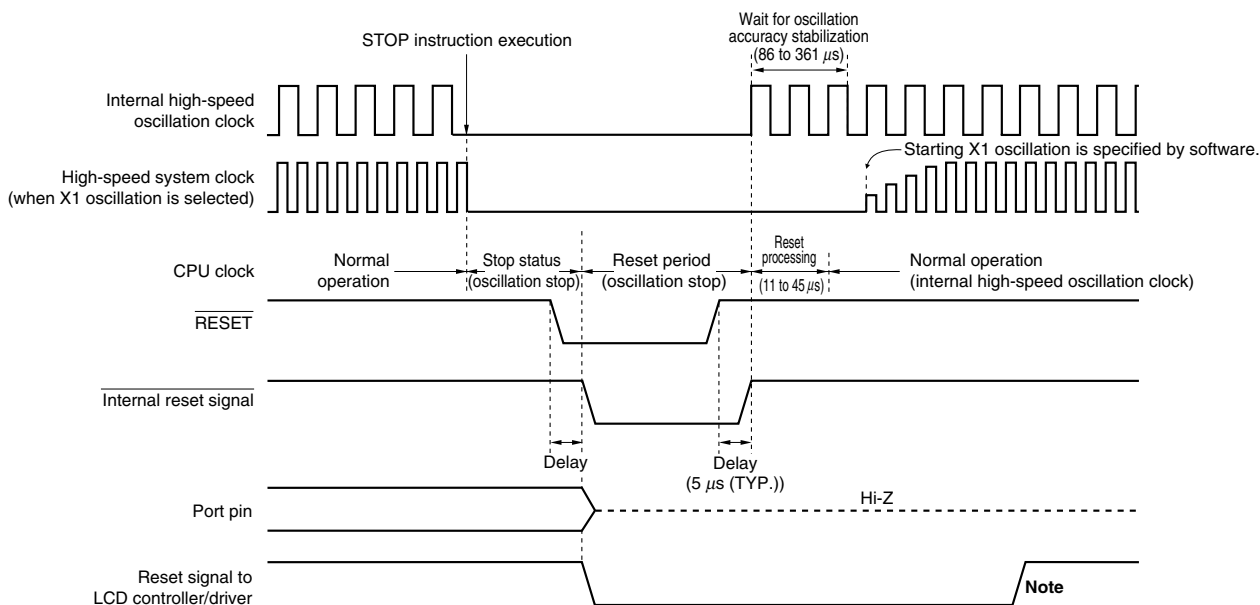 STOP instruction execution
Wait for oscillation
accuracy stabilization
(86 to 361 μs)
Internal high-speed
oscillation clock
Starting X1 oscillation is specified by software.
High-speed system clock
(when X1 oscillation is selected)
CPU clock
Normal
operation
Stop status
(oscillation stop)
Reset period
(oscillation stop)
Reset
processing
(11 to 45 μs)
Normal operation
(internal high-speed oscillation clock)
RESET
Internal reset signal
Delay
Delay
(5 μs (TYP.))
Port pin
Hi-Z
Reset signal to
LCD controller/driver
Note